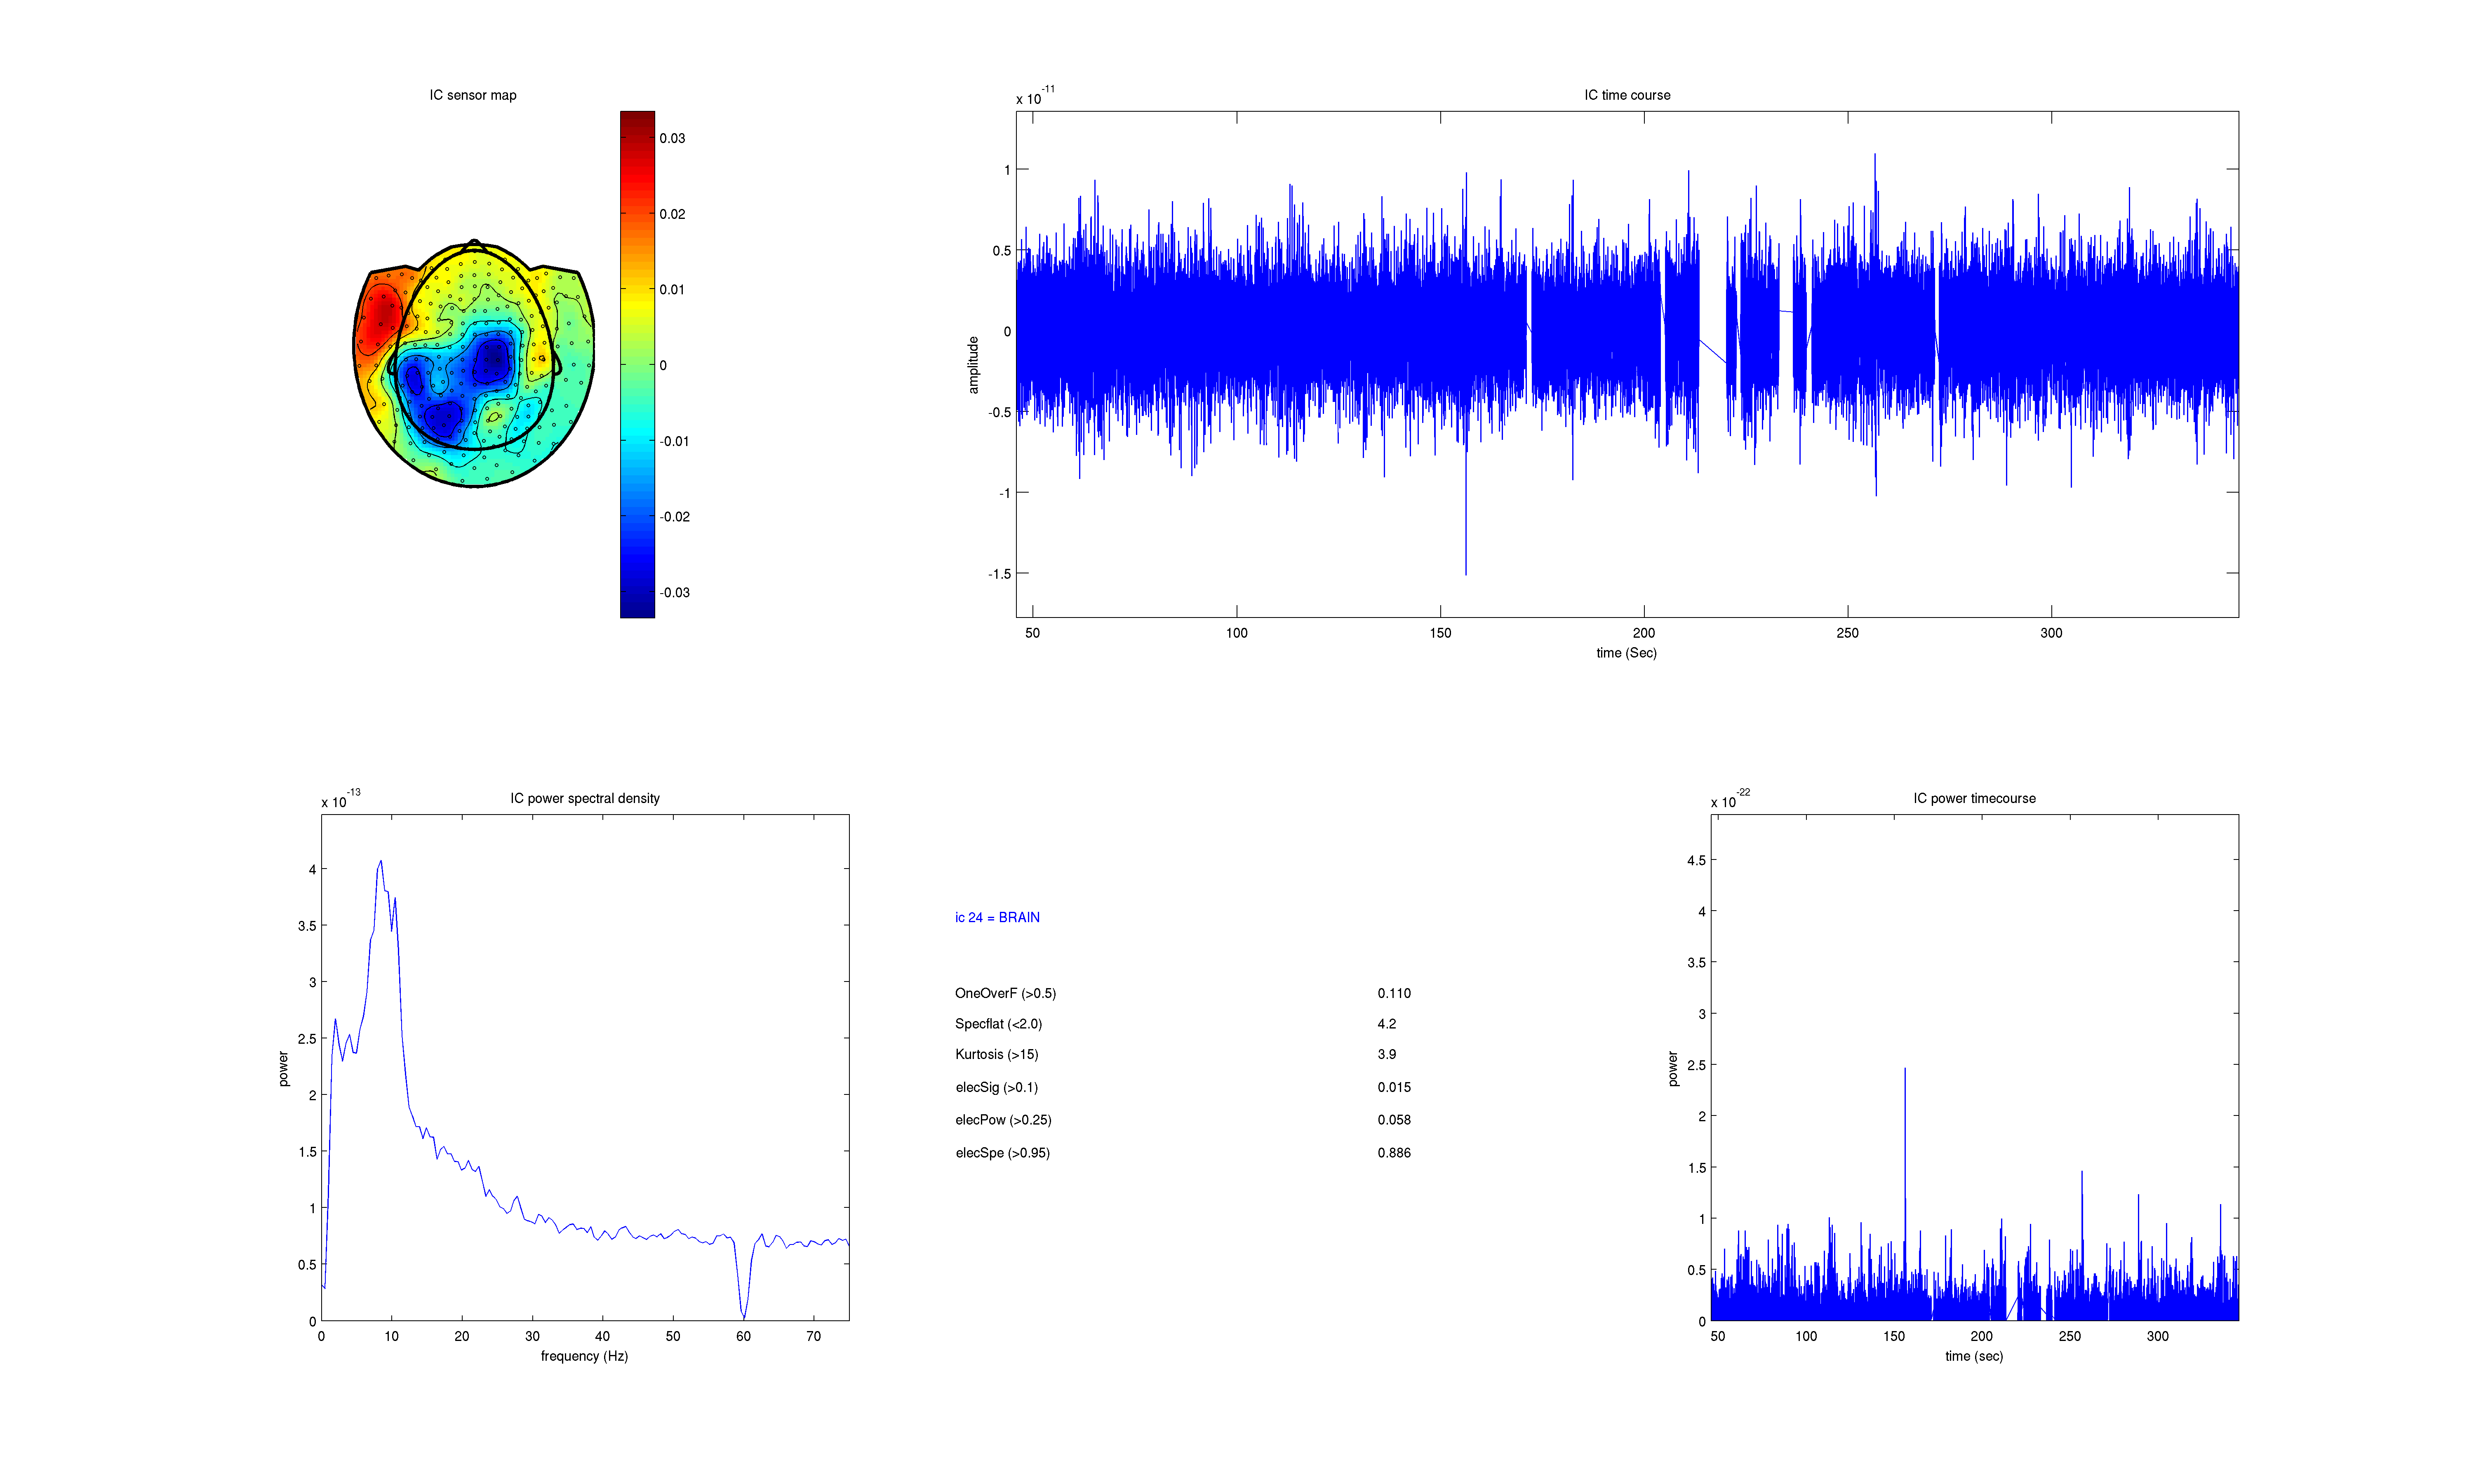 IC sensor map
0.03
0.02
0.01
0
-0.01
-0.02
-0.03
IC time course
x 10^-11
1
0.5
0
-0.5
-1
-1.5
amplitude
50 100 150 200 250 300
time (Sec)
IC power spectral density
x 10^-13
4
3.5
3
2.5
2
1.5
1
0.5
0
power
0 10 20 30 40 50 60 70
frequency (Hz)
ic 24 = BRAIN
OneOverF (>0.5) 0.110
Specflat (<2.0) 4.2
Kurtosis (>15) 3.9
elecSig (>0.1) 0.015
elecPow (>0.25) 0.058
elecSpe (>0.95) 0.886
IC power timecourse
x 10^-22
4.5
4
3.5
3
2.5
2
1.5
1
0.5
0
power
50 100 150 200 250 300
time (sec)